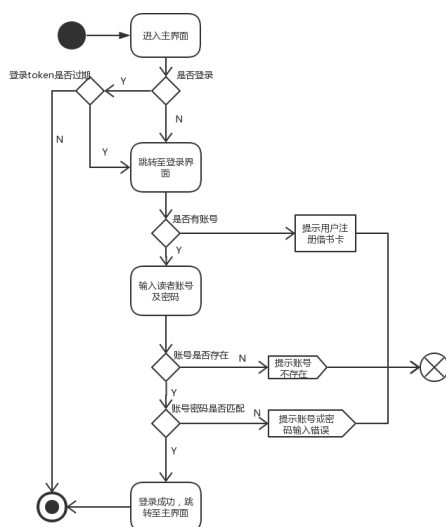 进入主界面
登录token是否过期
Y
是否登录
N
N
Y
跳转至登录界
面
是否有账号
提示用户注
册借书卡
Y
输入读者账号
及密码
账号是否存在
N
提示账号
不存在
Y
账号密码是否匹配
N
提示账号或密
码输入错误
Y
登录成功，跳
转至主界面